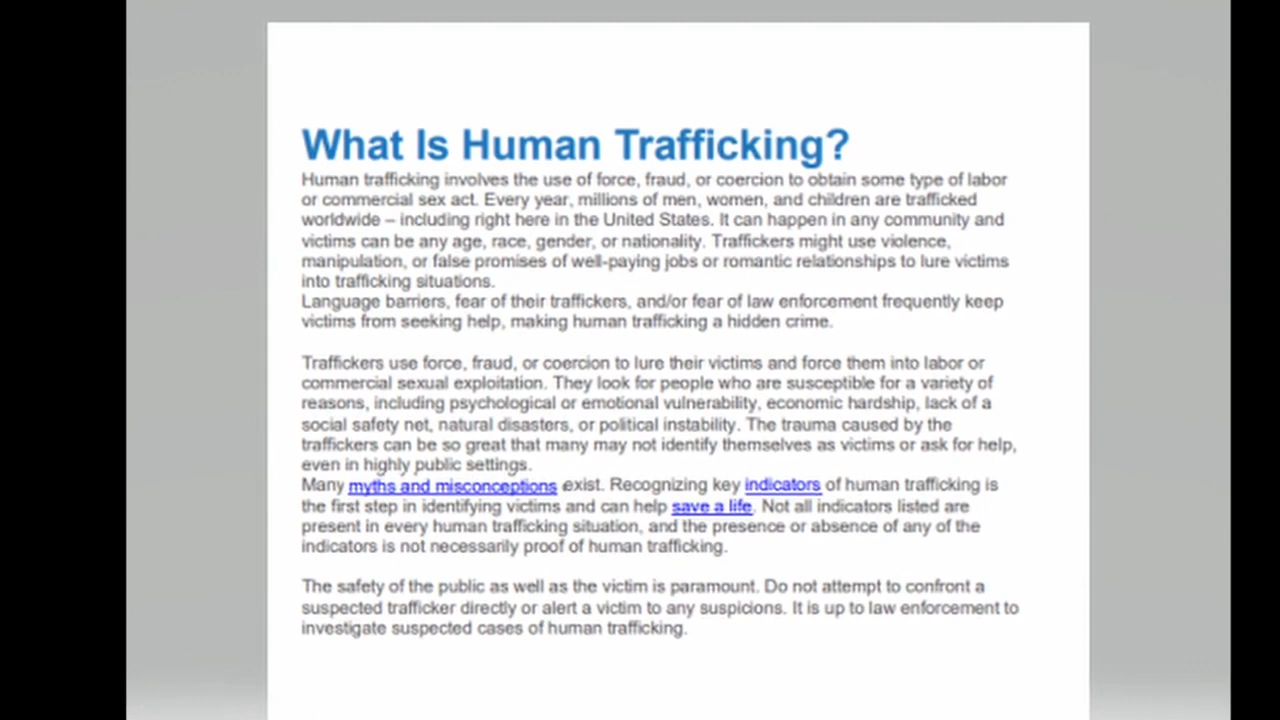 What Is Human Trafficking?
Human trafficking involves the use of force, fraud, or coercion to obtain some type of labor
or commercial sex act. Every year, millions of men, women, and children are trafficked
worldwide – including right here in the United States. It can happen in any community and
victims can be any age, race, gender, or nationality. Traffickers might use violence,
manipulation, or false promises of well-paying jobs or romantic relationships to lure victims
into trafficking situations.
Language barriers, fear of their traffickers, and/or fear of law enforcement frequently keep
victims from seeking help, making human trafficking a hidden crime.
Traffickers use force, fraud, or coercion to lure their victims and force them into labor or
commercial sexual exploitation. They look for people who are susceptible for a variety of
reasons, including psychological or emotional vulnerability, economic hardship, lack of a
social safety net, natural disasters, or political instability. The trauma caused by the
traffickers can be so great that many may not identify themselves as victims or ask for help,
even in highly public settings.
Many myths and misconceptions exist. Recognizing key indicators of human trafficking is
the first step in identifying victims and can help save a life. Not all indicators listed are
present in every human trafficking situation, and the presence or absence of any of the
indicators is not necessarily proof of human trafficking.
The safety of the public as well as the victim is paramount. Do not attempt to confront a
suspected trafficker directly or alert a victim to any suspicions. It is up to law enforcement to
investigate suspected cases of human trafficking.